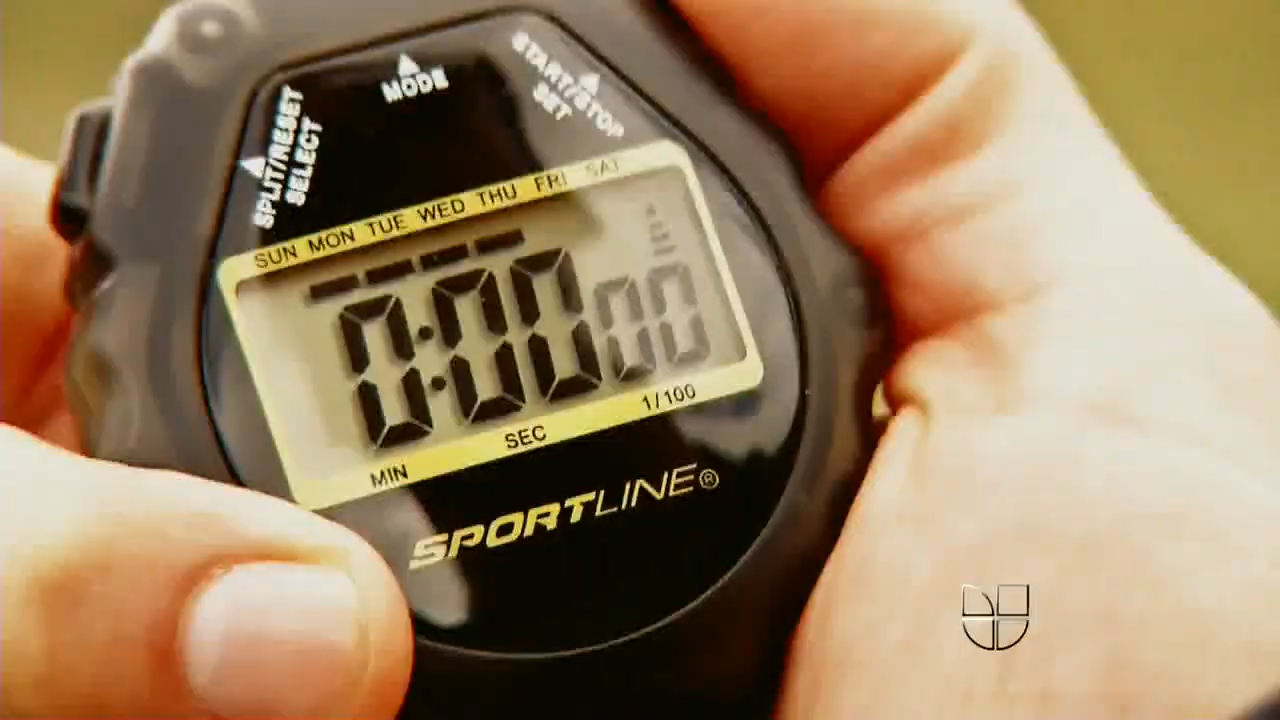 MODE
START/STOP
SET
SPLIT/RESET
SELECT
SUN MON TUE WED THU FRI SAT
0:00 00
MIN SEC 1/100
SPORTLINE®